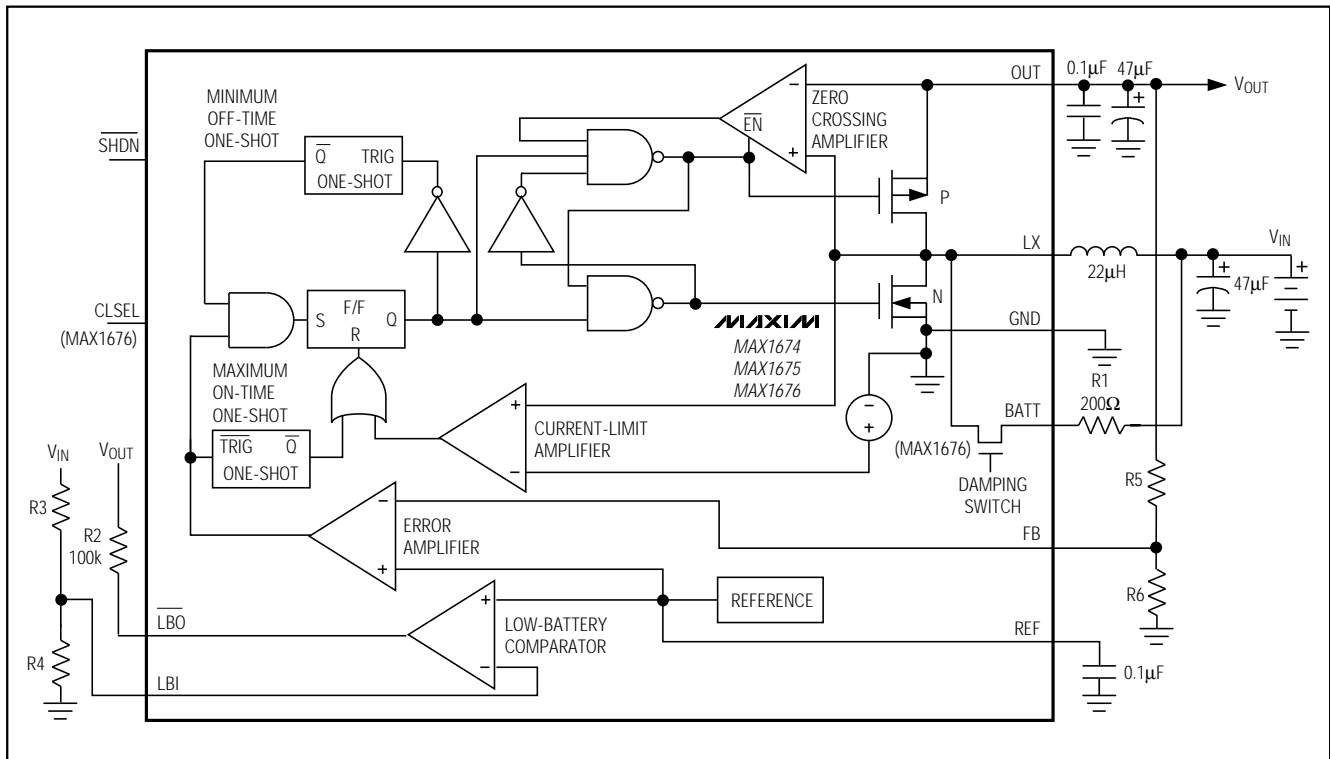 MINIMUM
OFF-TIME
ONE-SHOT
SHDN
Q TRIG
ONE-SHOT
EN
−
+
ZERO
CROSSING
AMPLIFIER
OUT
0.1µF
47µF
+
VOUT
P
LX
22µH
VIN
+
47µF
+
N
GND
CLSEL
(MAX1676)
F/F
S Q
R
MAXIM
MAX1674
MAX1675
MAX1676
MAXIMUM
ON-TIME
ONE-SHOT
TRIG Q
ONE-SHOT
+
−
CURRENT-LIMIT
AMPLIFIER
−
+
(MAX1676)
BATT
R1
200Ω
DAMPING
SWITCH
VIN
VOUT
R3
R2
100k
R5
−
+
ERROR
AMPLIFIER
FB
R6
REFERENCE
LBO
+
−
LOW-BATTERY
COMPARATOR
REF
0.1µF
R4
LBI